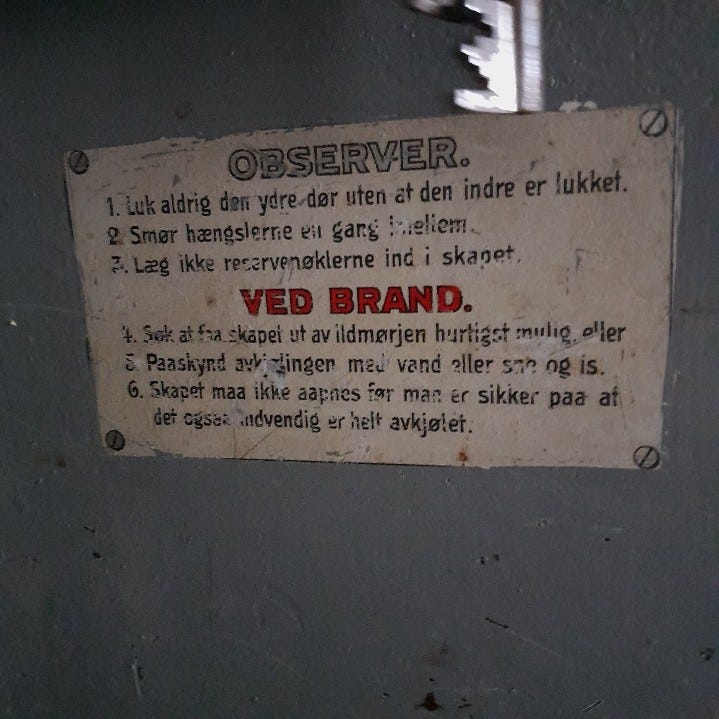 OBSERVER.
1. Luk aldrig den ydre dør uten at den indre er lukket.
2. Smør hængslerne en gang imellem.
3. Læg ikke reservenøklerne ind i skapet.
VED BRAND.
4. Søk at faa skapet ut av ildmørjen hurtigst mulig, eller
5. Paaskynd avkjølingen med vand eller sne og is.
6. Skapet maa ikke aapnes før man er sikker paa at
det ogsaa indvendig er helt avkjølet.